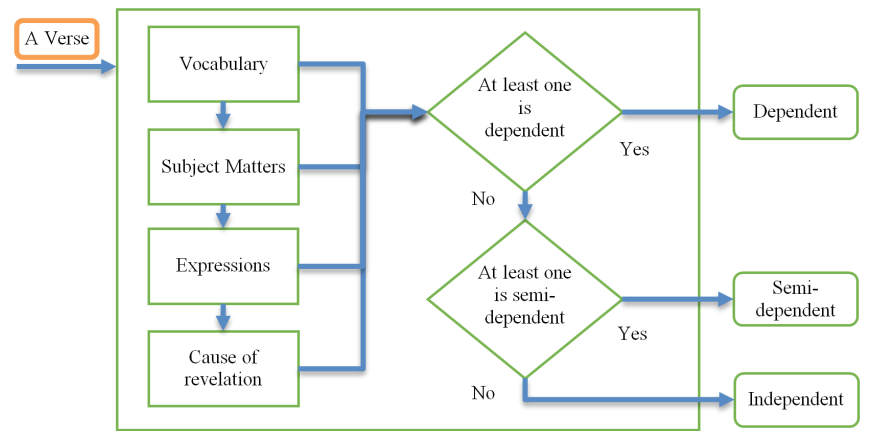 A Verse
Vocabulary
Subject Matters
Expressions
Cause of
revelation
At least one
is
dependent
Yes
No
Dependent
At least one
is semi-
dependent
Yes
No
Semi-
dependent
Independent